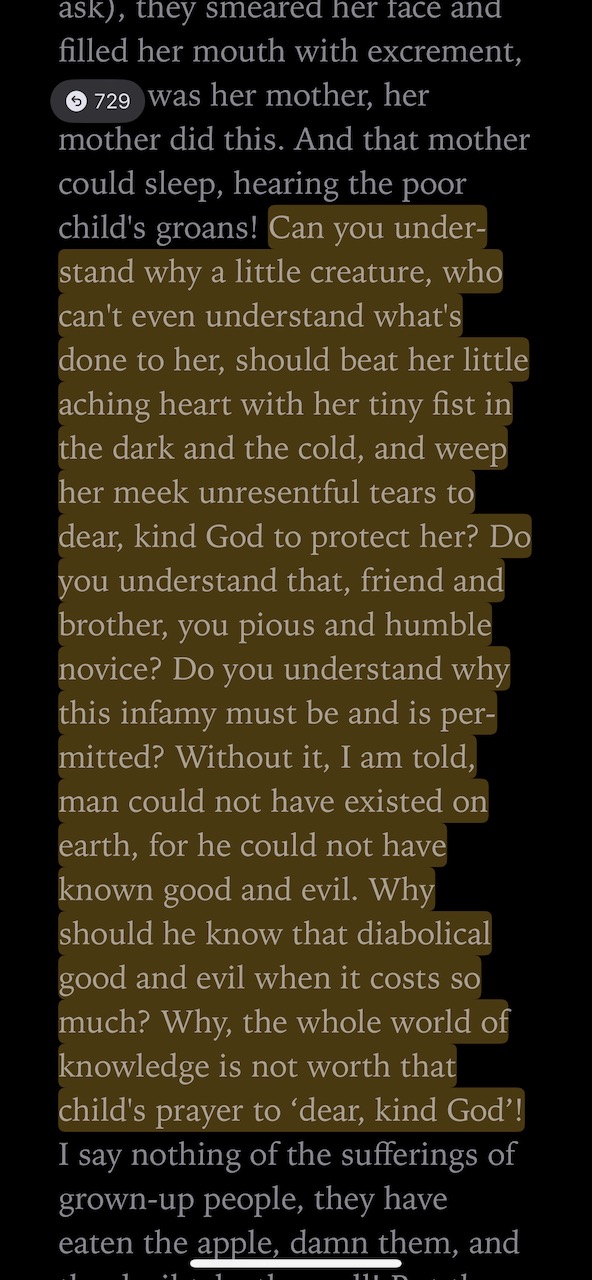 ask), they smeared her face and
filled her mouth with excrement,
729 was her mother, her
mother did this. And that mother
could sleep, hearing the poor
child's groans! Can you under-
stand why a little creature, who
can't even understand what's
done to her, should beat her little
aching heart with her tiny fist in
the dark and the cold, and weep
her meek unresentful tears to
dear, kind God to protect her? Do
you understand that, friend and
brother, you pious and humble
novice? Do you understand why
this infamy must be and is per-
mitted? Without it, I am told,
man could not have existed on
earth, for he could not have
known good and evil. Why
should he know that diabolical
good and evil when it costs so
much? Why, the whole world of
knowledge is not worth that
child's prayer to ‘dear, kind God’!
I say nothing of the sufferings of
grown-up people, they have
eaten the apple, damn them, and